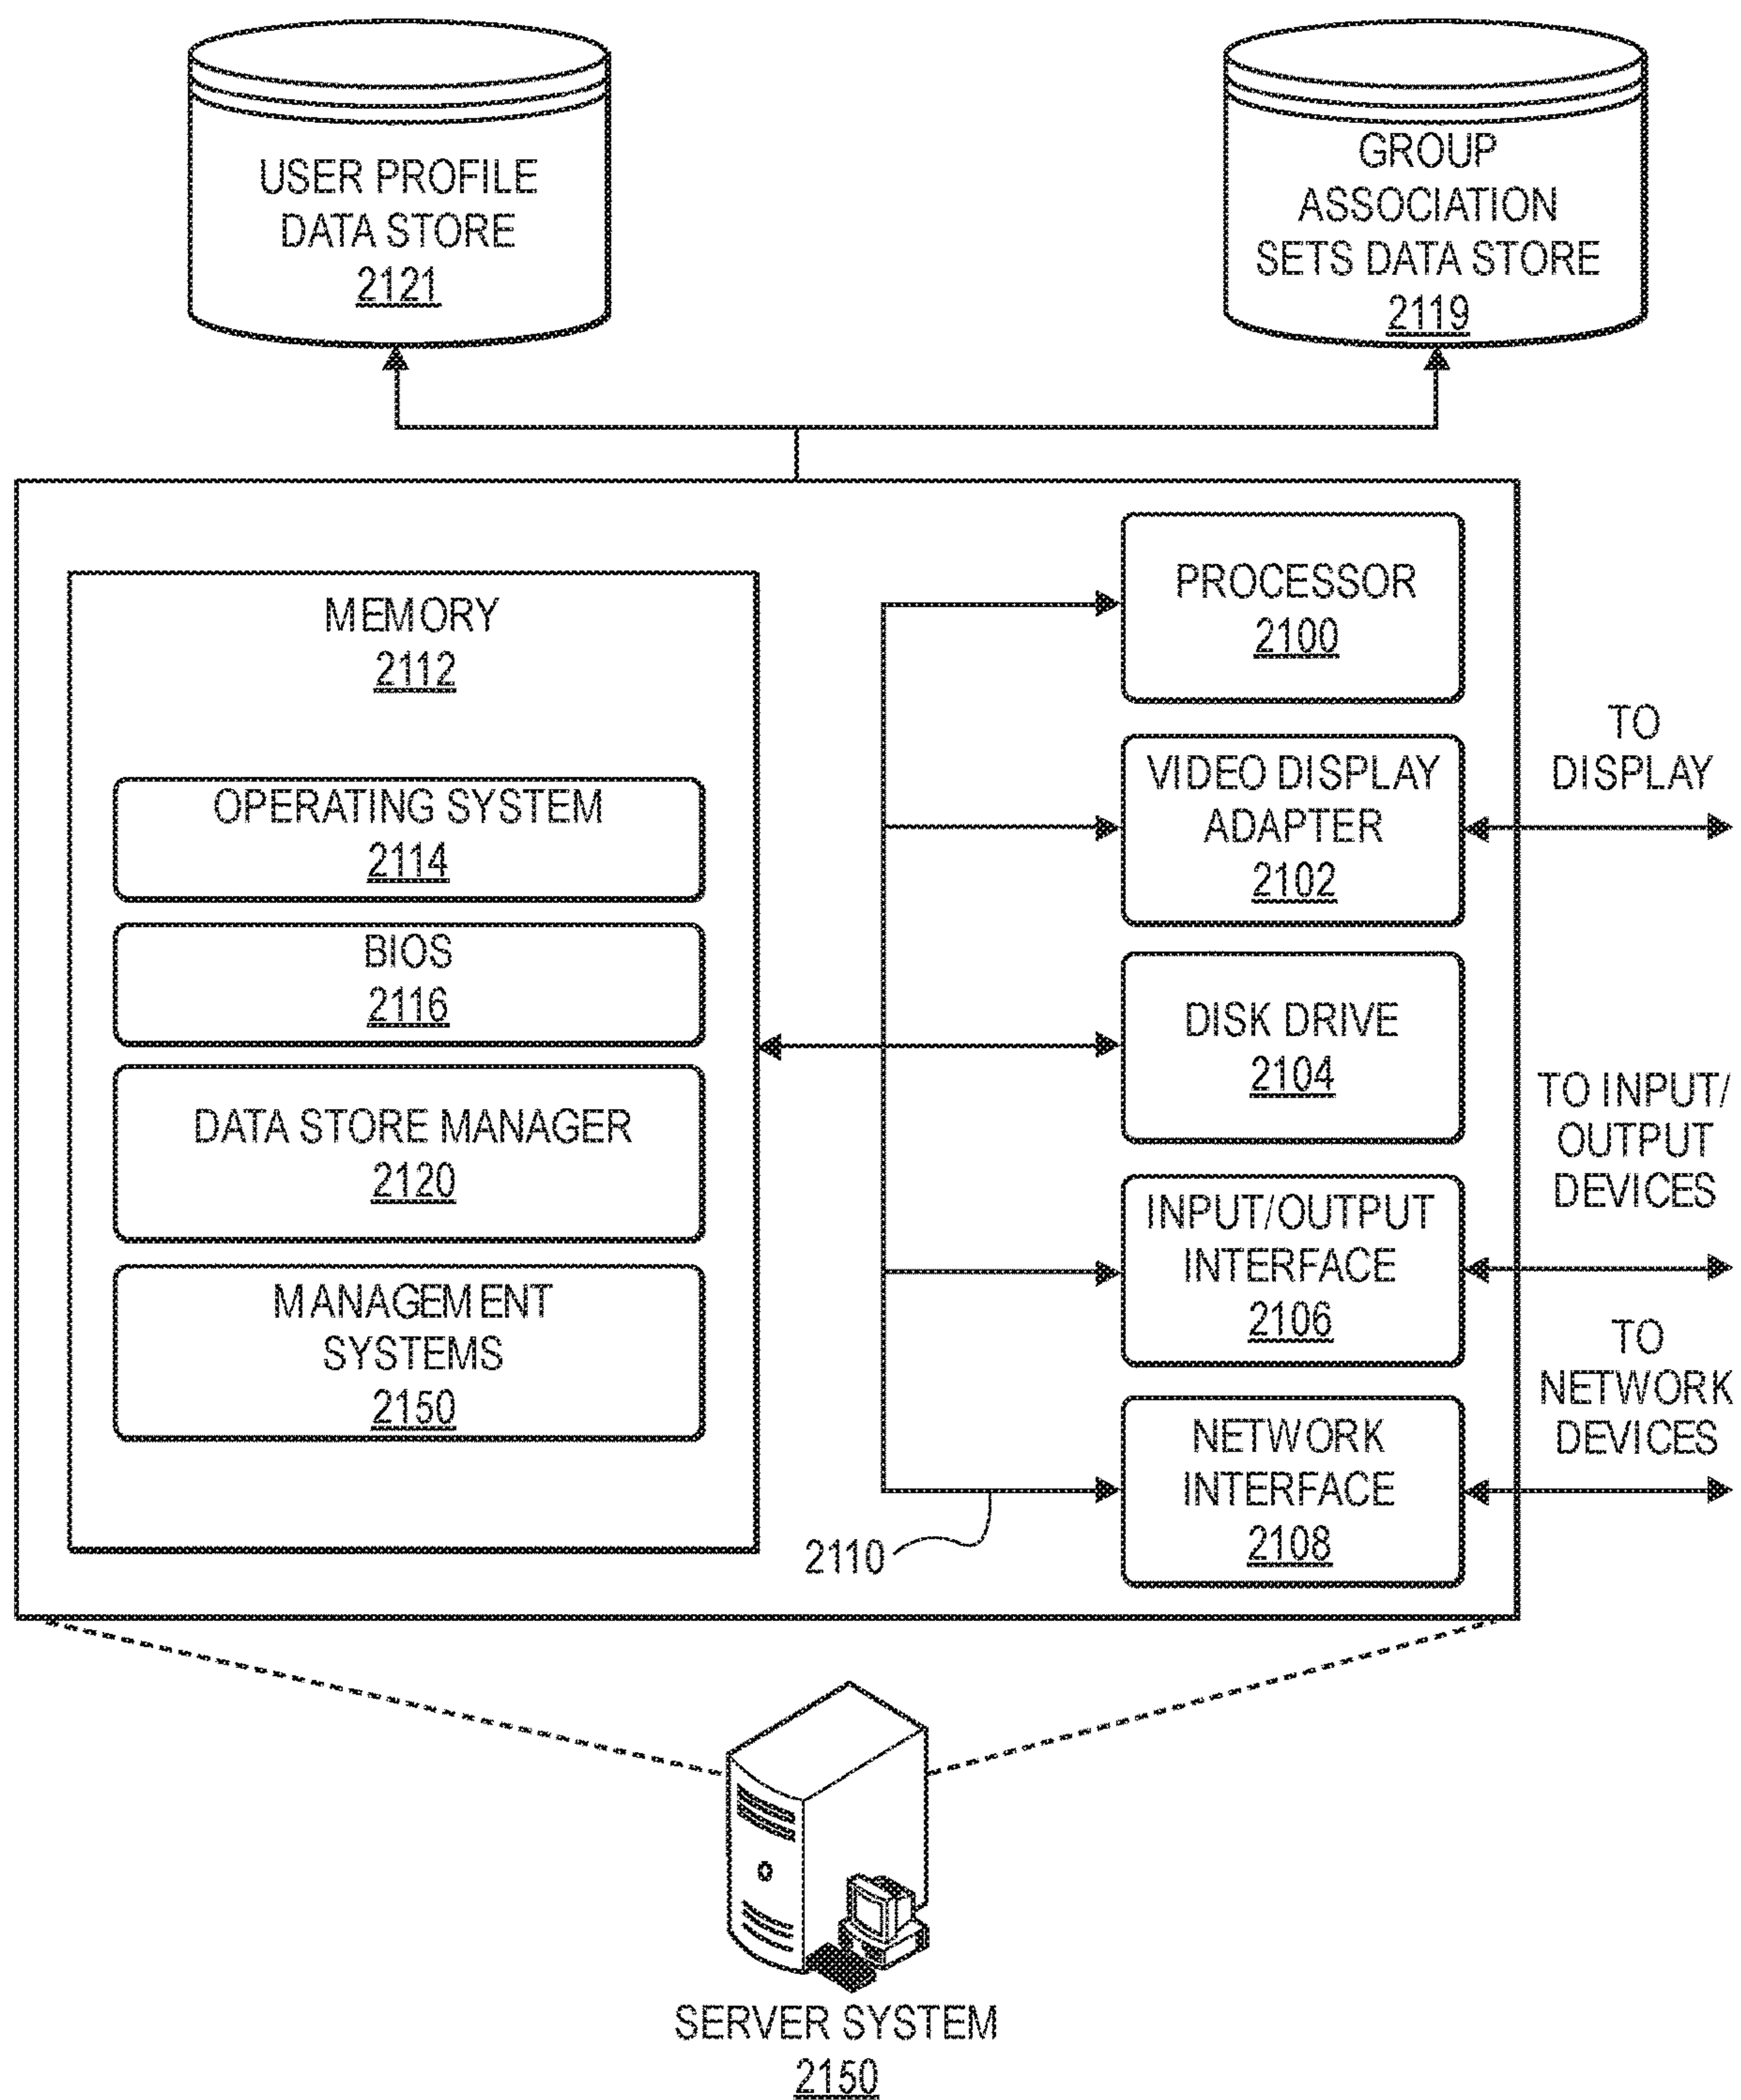 USER PROFILE
DATA STORE
2121
GROUP
ASSOCIATION
SETS DATA STORE
2119
MEMORY
2112
OPERATING SYSTEM
2114
BIOS
2116
DATA STORE MANAGER
2120
MANAGEMENT
SYSTEMS
2150
PROCESSOR
2100
VIDEO DISPLAY
ADAPTER
2102
DISK DRIVE
2104
INPUT/OUTPUT
INTERFACE
2106
NETWORK
INTERFACE
2108
2110
TO
DISPLAY
TO INPUT/
OUTPUT
DEVICES
TO
NETWORK
DEVICES
SERVER SYSTEM
2150